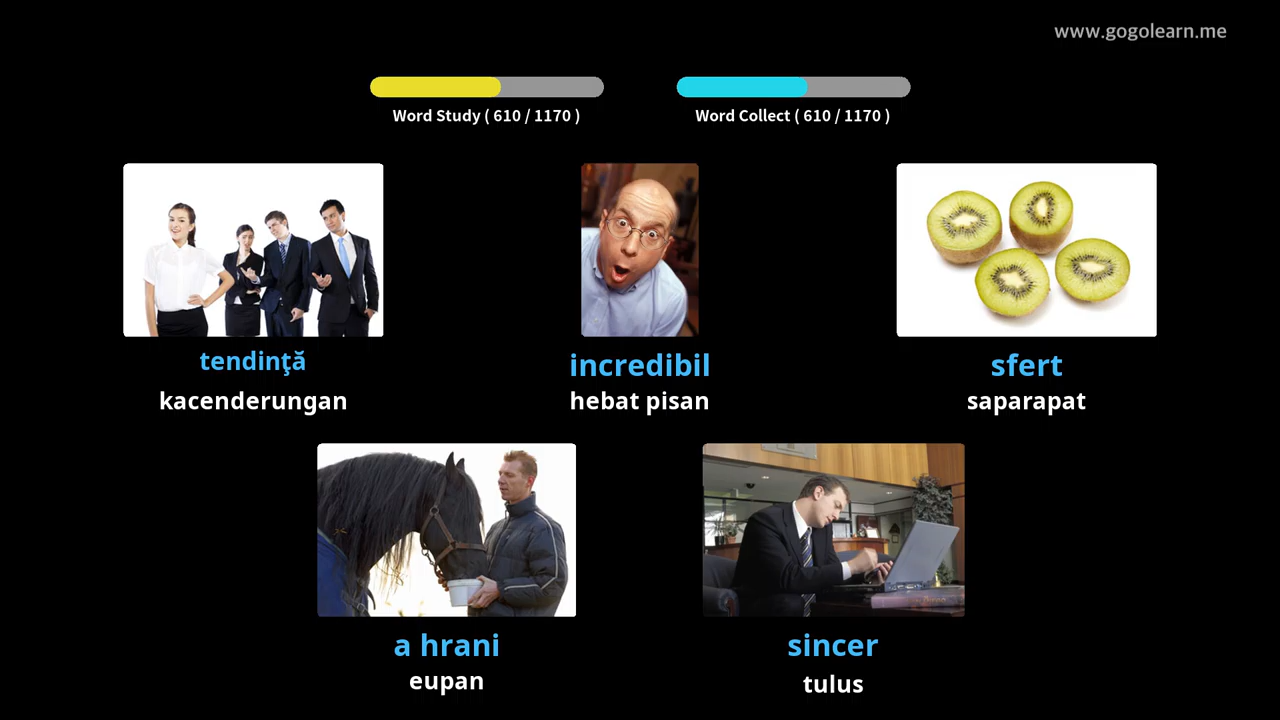 www.gogolearn.me
Word Study ( 610 / 1170 )
Word Collect ( 610 / 1170 )
tendinţă
kacenderungan
incredibil
hebat pisan
sfert
saparapat
a hrani
eupan
sincer
tulus